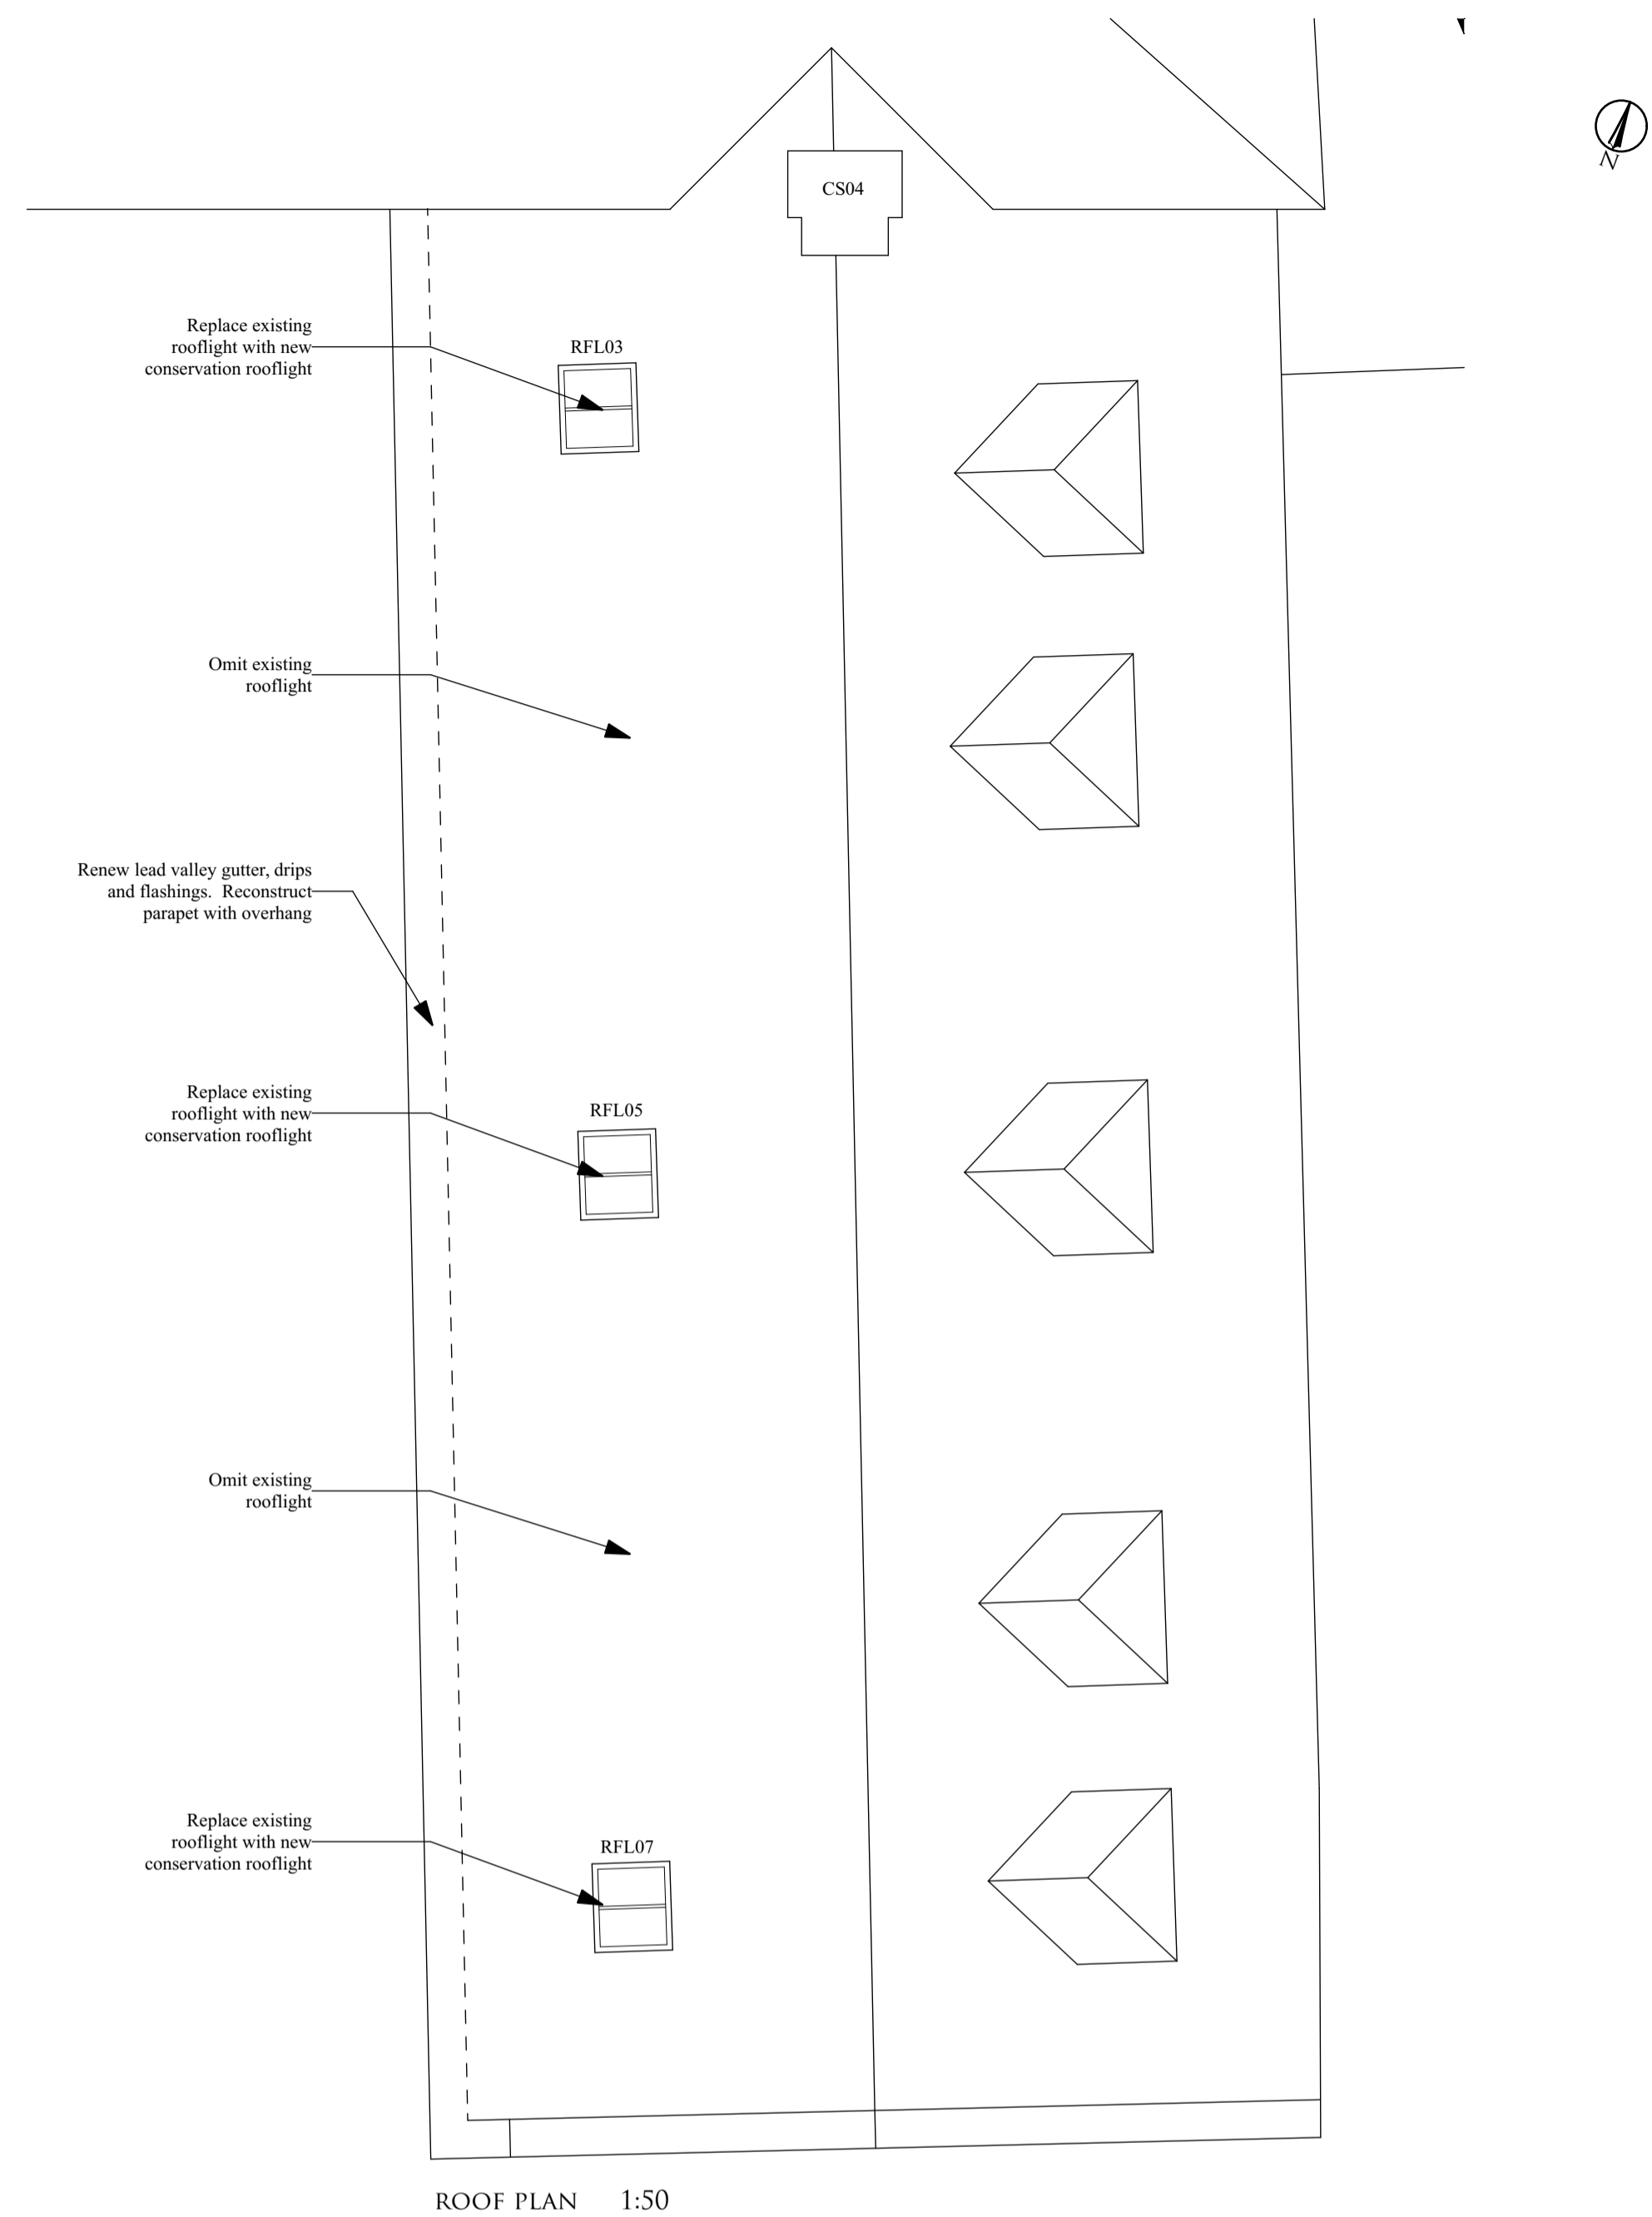 N
CS04
Replace existing
rooflight with new
conservation rooflight
RFL03
Omit existing
rooflight
Renew lead valley gutter, drips
and flashings.  Reconstruct
parapet with overhang
Replace existing
rooflight with new
conservation rooflight
RFL05
Omit existing
rooflight
Replace existing
rooflight with new
conservation rooflight
RFL07
ROOF PLAN 1:50